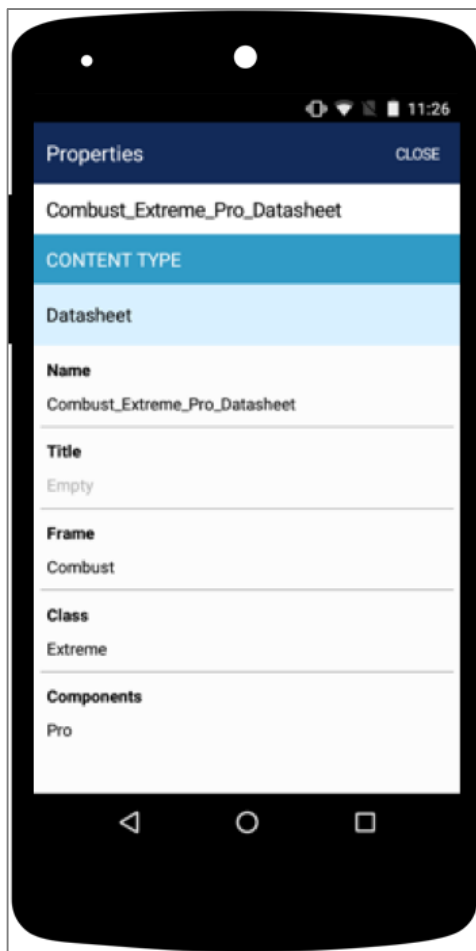 11:26
Properties CLOSE
Combust_Extreme_Pro_Datasheet
CONTENT TYPE
Datasheet
Name
Combust_Extreme_Pro_Datasheet
Title
Empty
Frame
Combust
Class
Extreme
Components
Pro